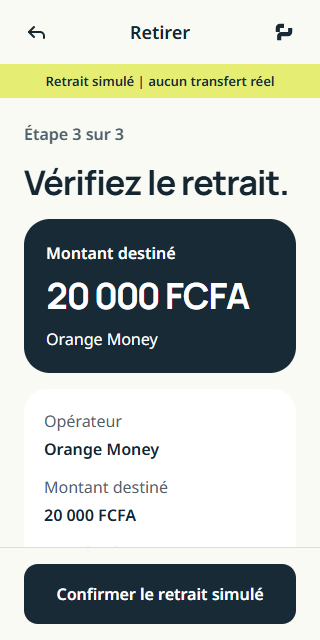 Retirer
Retrait simulé | aucun transfert réel
Étape 3 sur 3
Vérifiez le retrait.
Montant destiné
20 000 FCFA
Orange Money
Opérateur
Orange Money
Montant destiné
20 000 FCFA
Confirmer le retrait simulé